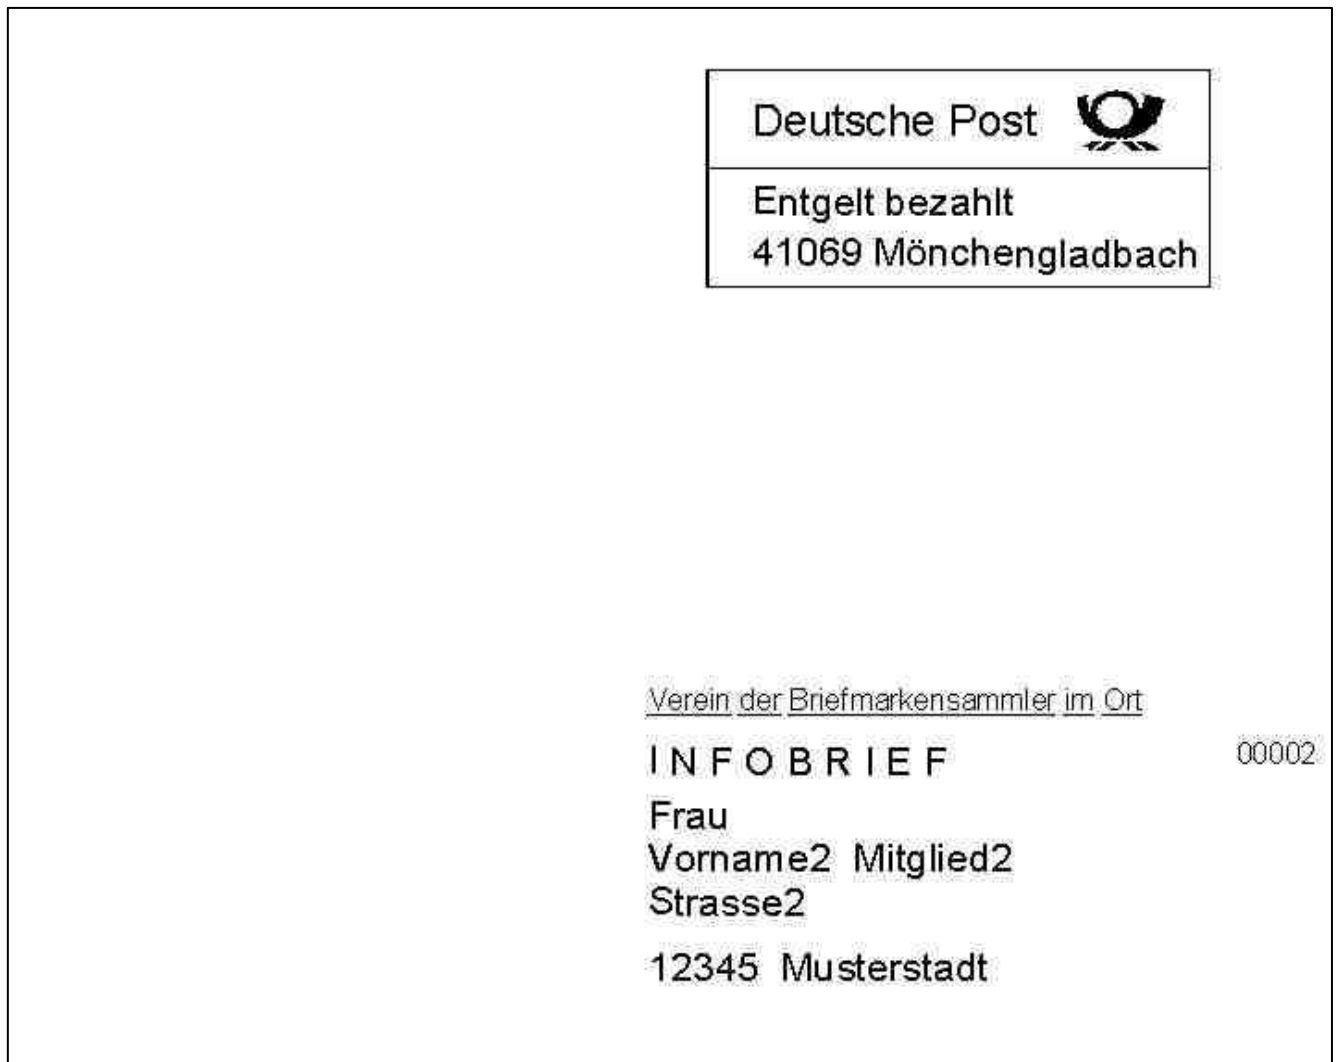 Deutsche Post
Entgelt bezahlt
41069 Mönchengladbach
Verein der Briefmarkensammler im Ort
INFOBRIEF 00002
Frau
Vorname2 Mitglied2
Strasse2
12345 Musterstadt